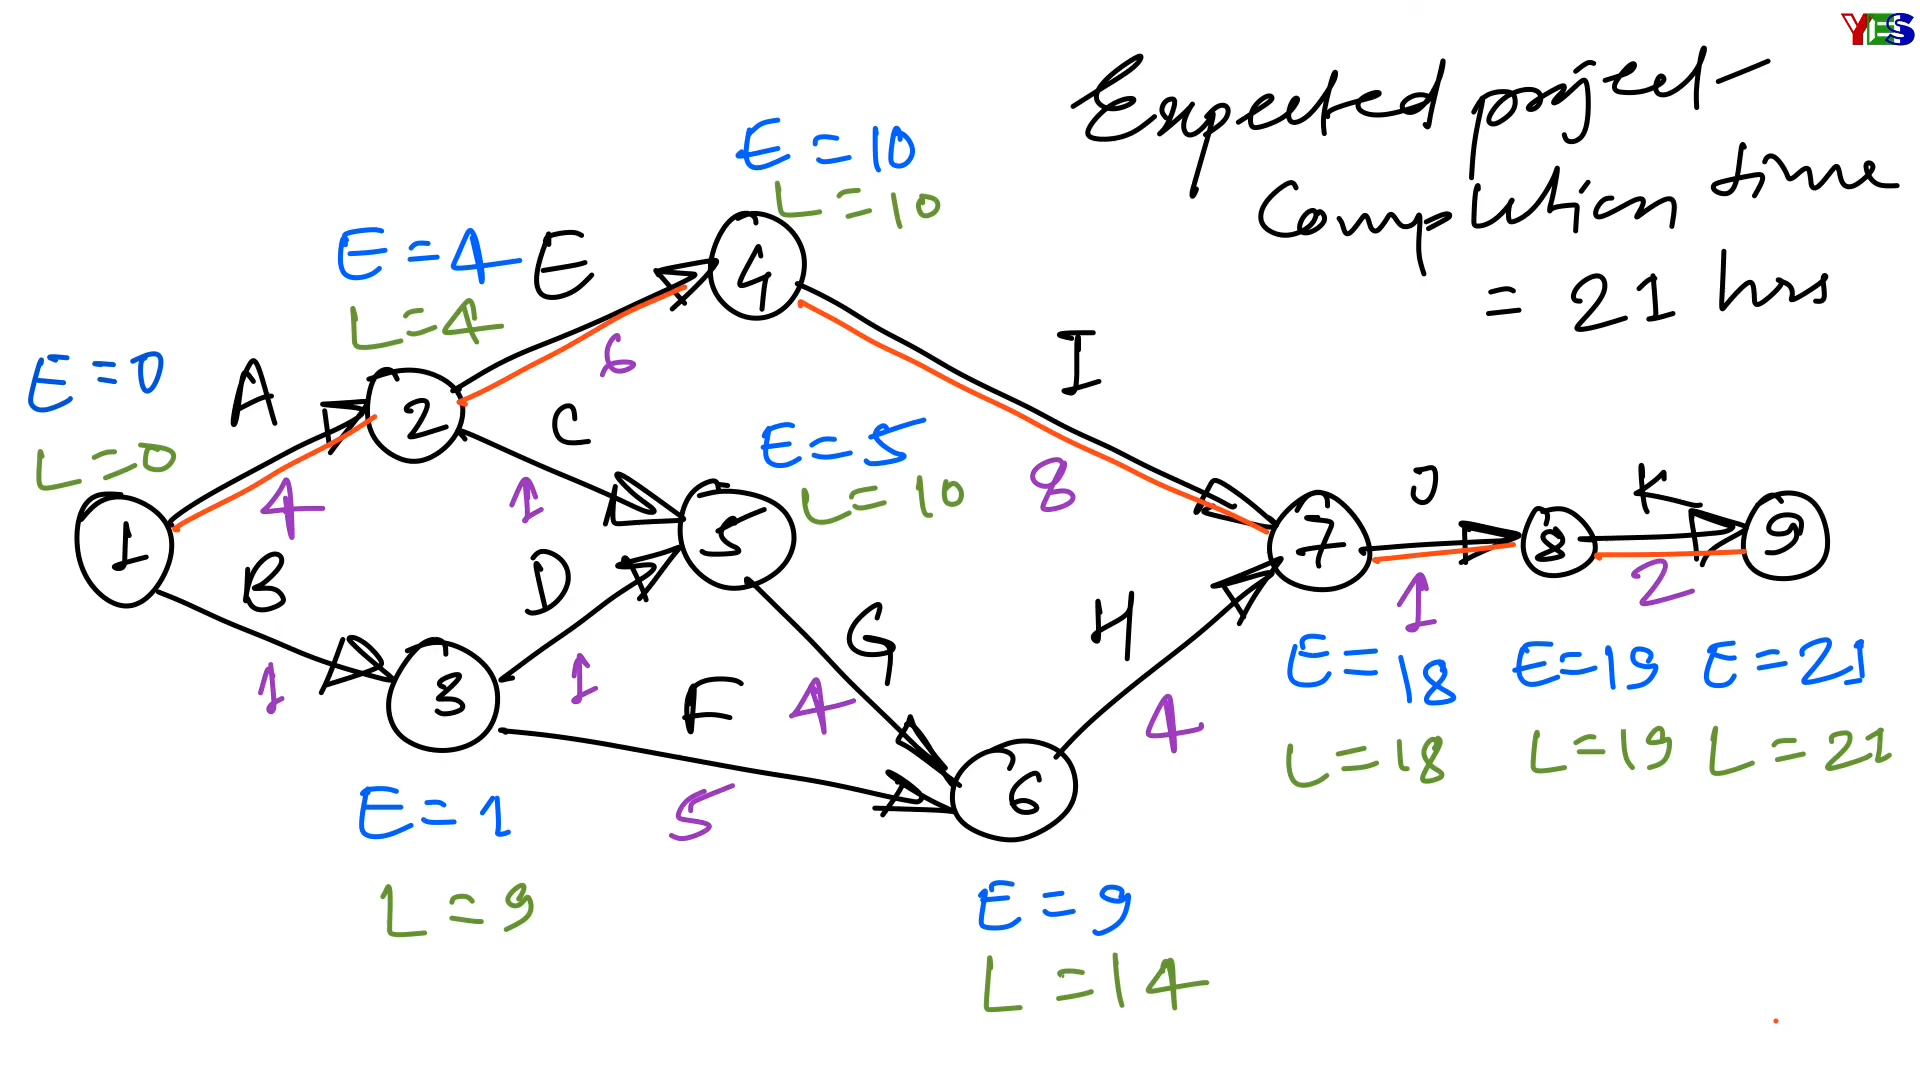 YES
Expected project
Completion time
= 21 hrs
E = 10
L = 10
E = 4
L = 4
E
4
6
E = 0
L = 0
A
2
C
I
4
1
E = 5
L = 10
8
J
K
1
5
7
8
9
B
D
G
H
1
2
1
3
1
F
4
4
E = 18
E = 19
E = 21
L = 18
L = 19
L = 21
5
6
E = 1
L = 9
E = 9
L = 14